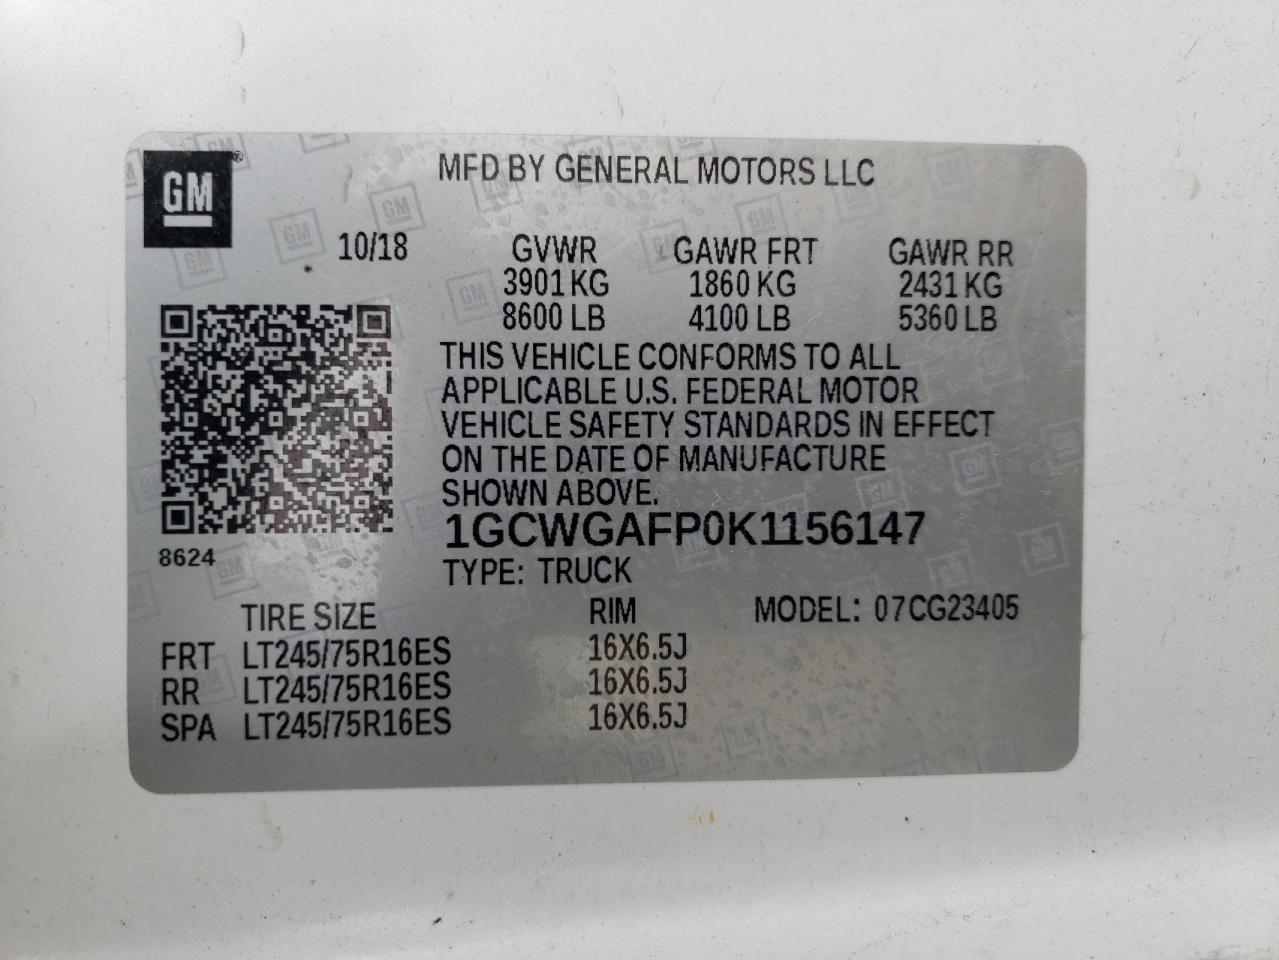 GM
MFD BY GENERAL MOTORS LLC
10/18 GVWR GAWR FRT GAWR RR
3901 KG 1860 KG 2431 KG
8600 LB 4100 LB 5360 LB
THIS VEHICLE CONFORMS TO ALL
APPLICABLE U.S. FEDERAL MOTOR
VEHICLE SAFETY STANDARDS IN EFFECT
ON THE DATE OF MANUFACTURE
SHOWN ABOVE.
1GCWGAFP0K1156147
8624
TYPE: TRUCK
TIRE SIZE RIM MODEL: 07CG23405
FRT LT245/75R16ES 16X6.5J
RR LT245/75R16ES 16X6.5J
SPA LT245/75R16ES 16X6.5J